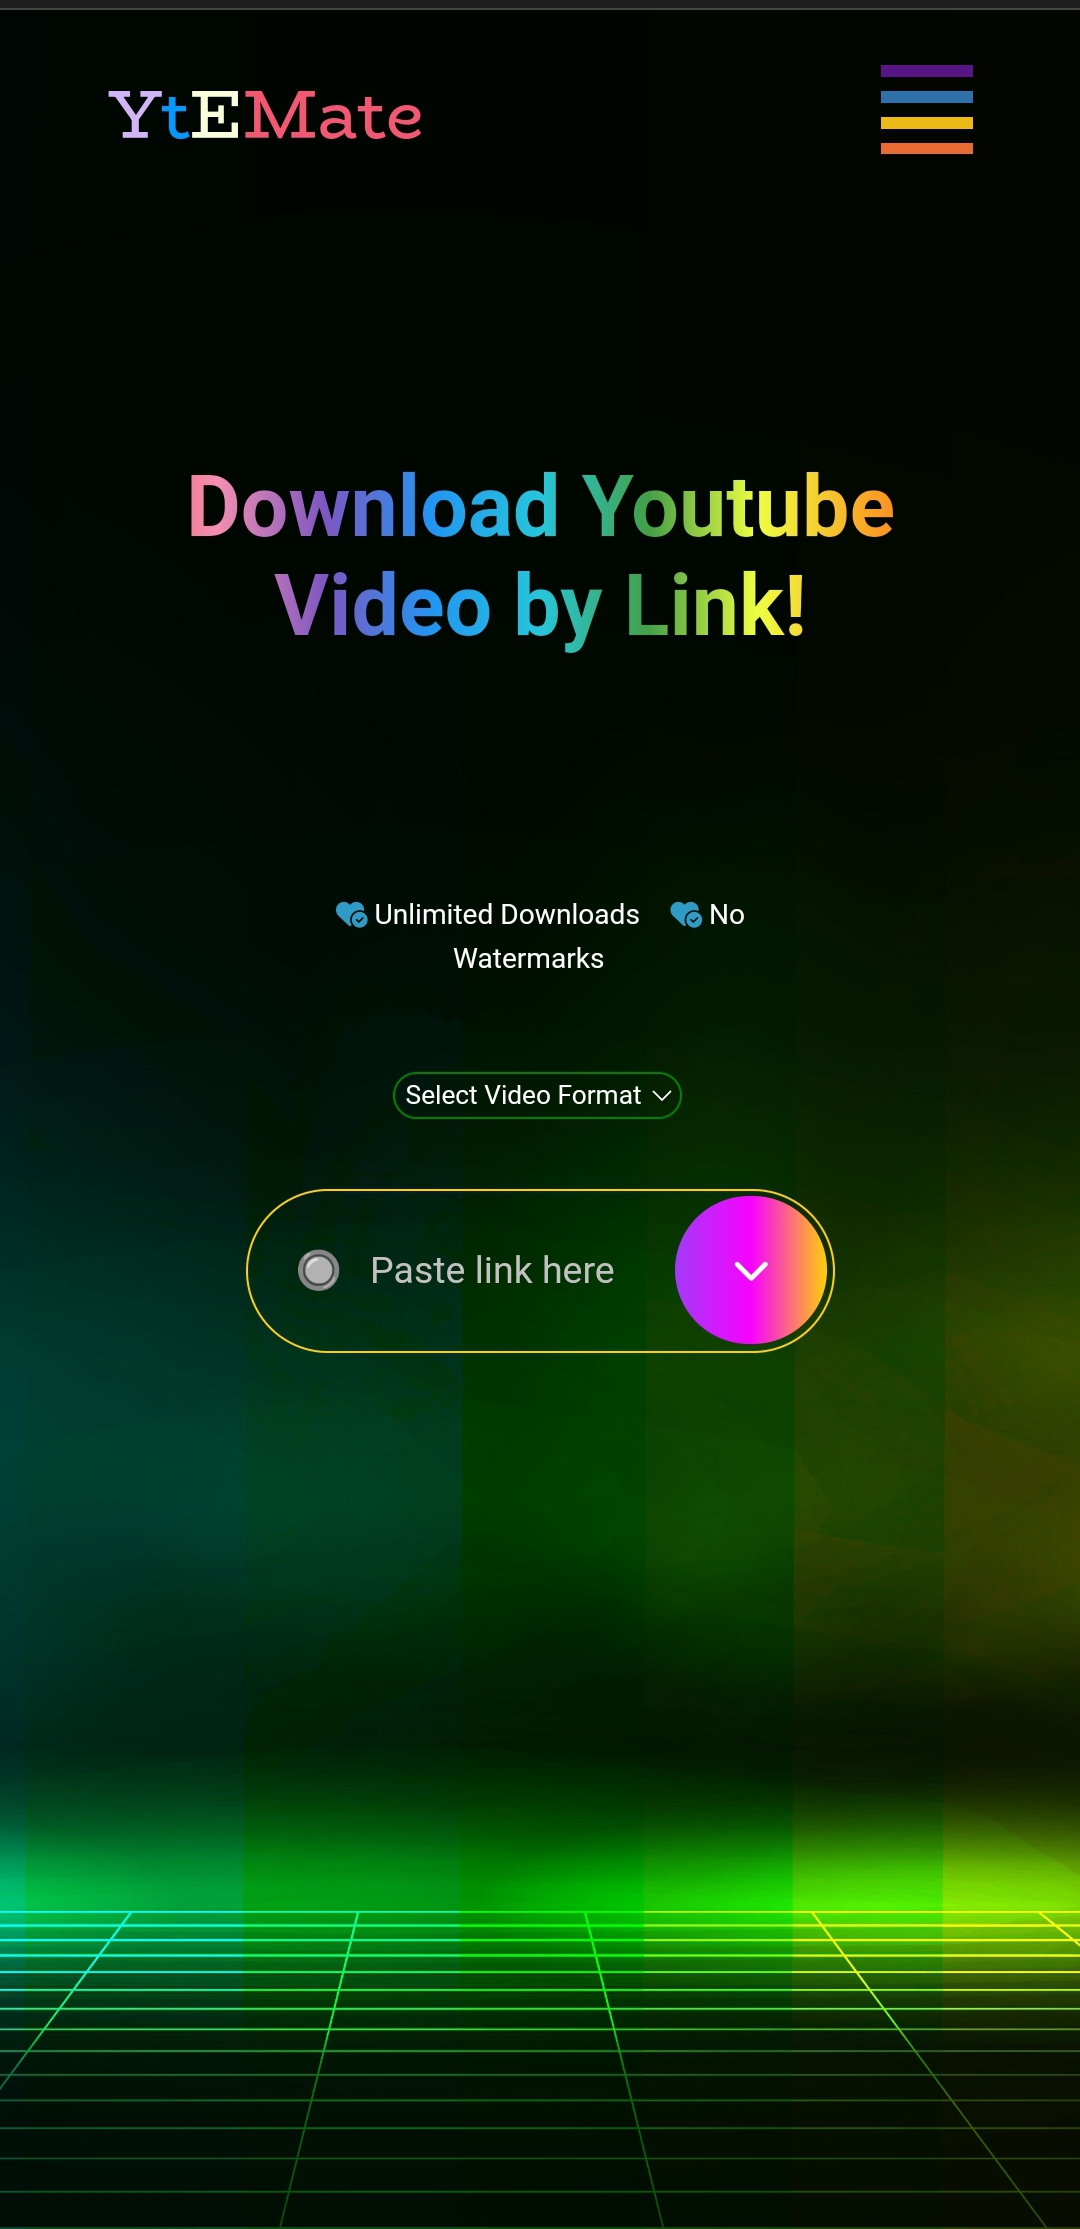 YtEMate
Download Youtube
Video by Link!
Unlimited Downloads No
Watermarks
Select Video Format
Paste link here